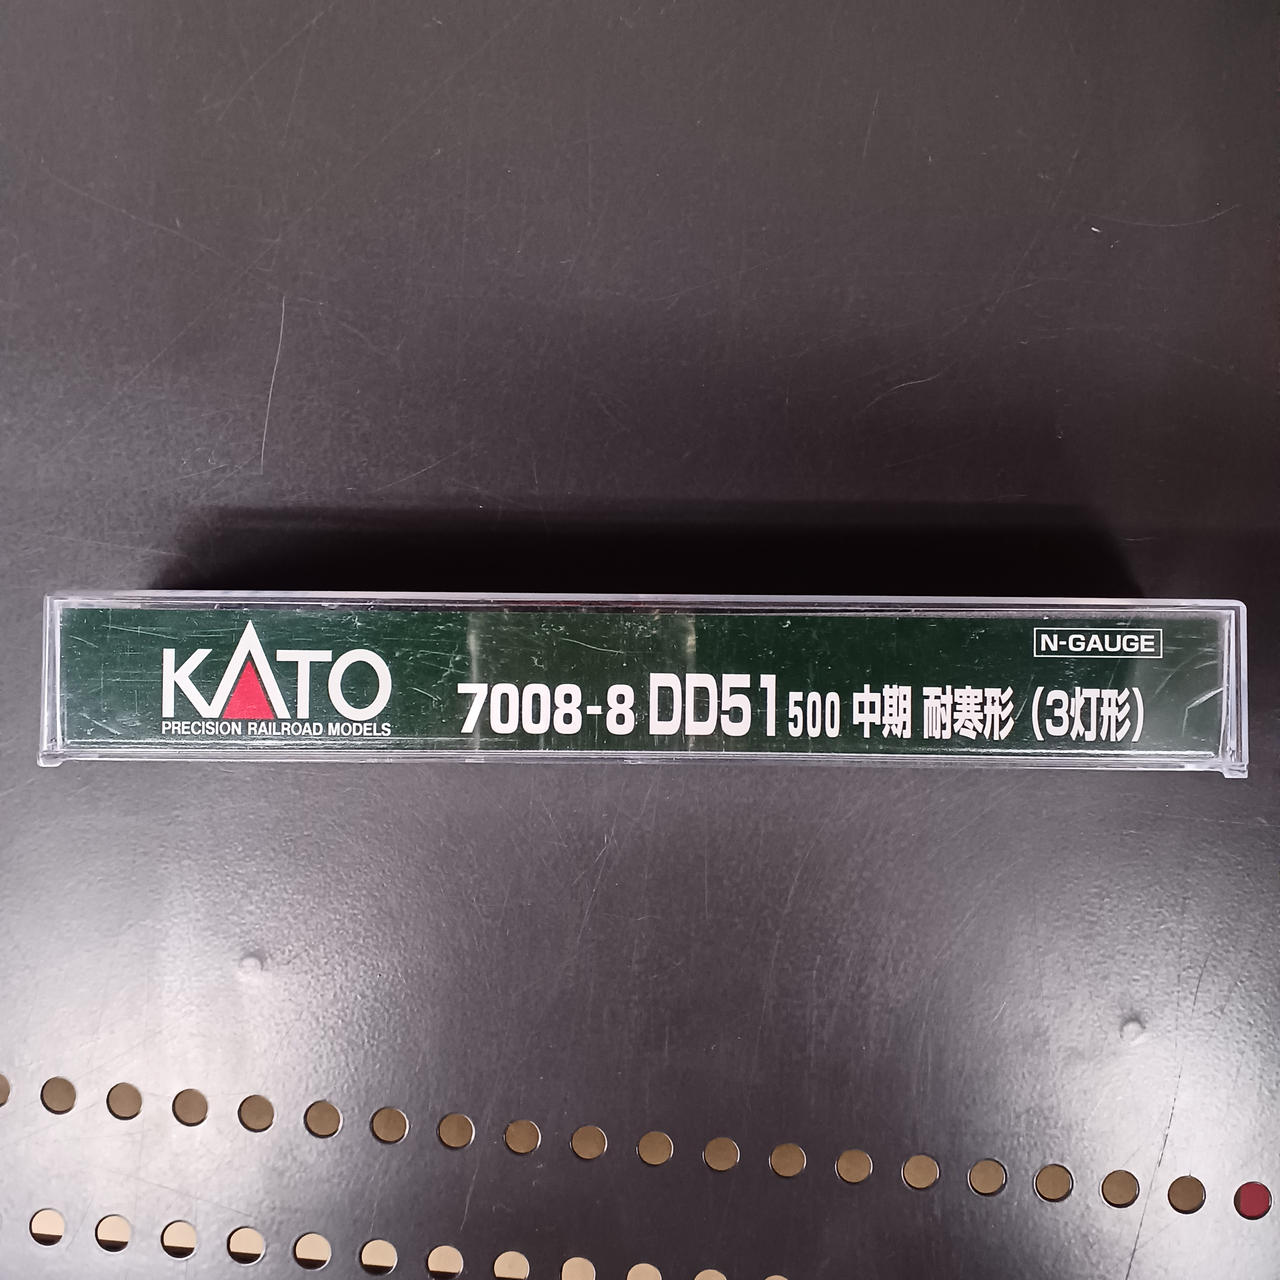 N-GAUGE
KATO
PRECISION RAILROAD MODELS
7008-8 DD51 500 中期 耐寒形 (3灯形)